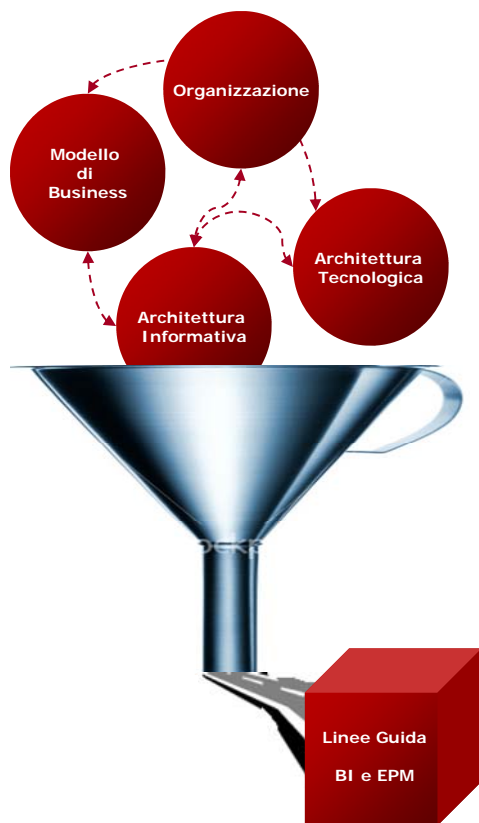 Organizzazione
Modello
di
Business
Architettura
Tecnologica
Architettura
Informativa
Linee Guida
BI e EPM